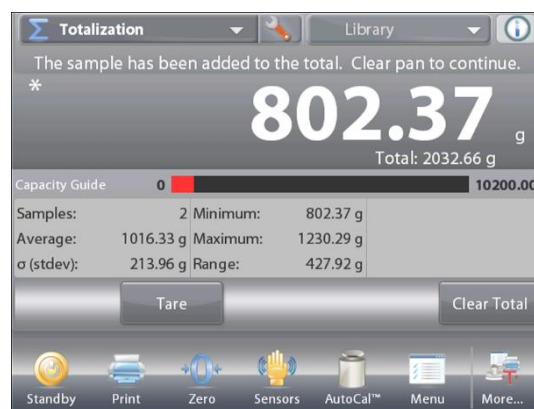 Σ Totalization Library
The sample has been added to the total. Clear pan to continue.
*
802.37 g
Total: 2032.66 g
Capacity Guide 0 10200.00
Samples: 2 Minimum: 802.37 g
Average: 1016.33 g Maximum: 1230.29 g
σ (stdev): 213.96 g Range: 427.92 g
Tare Clear Total
Standby Print Zero Sensors AutoCal™ Menu More...